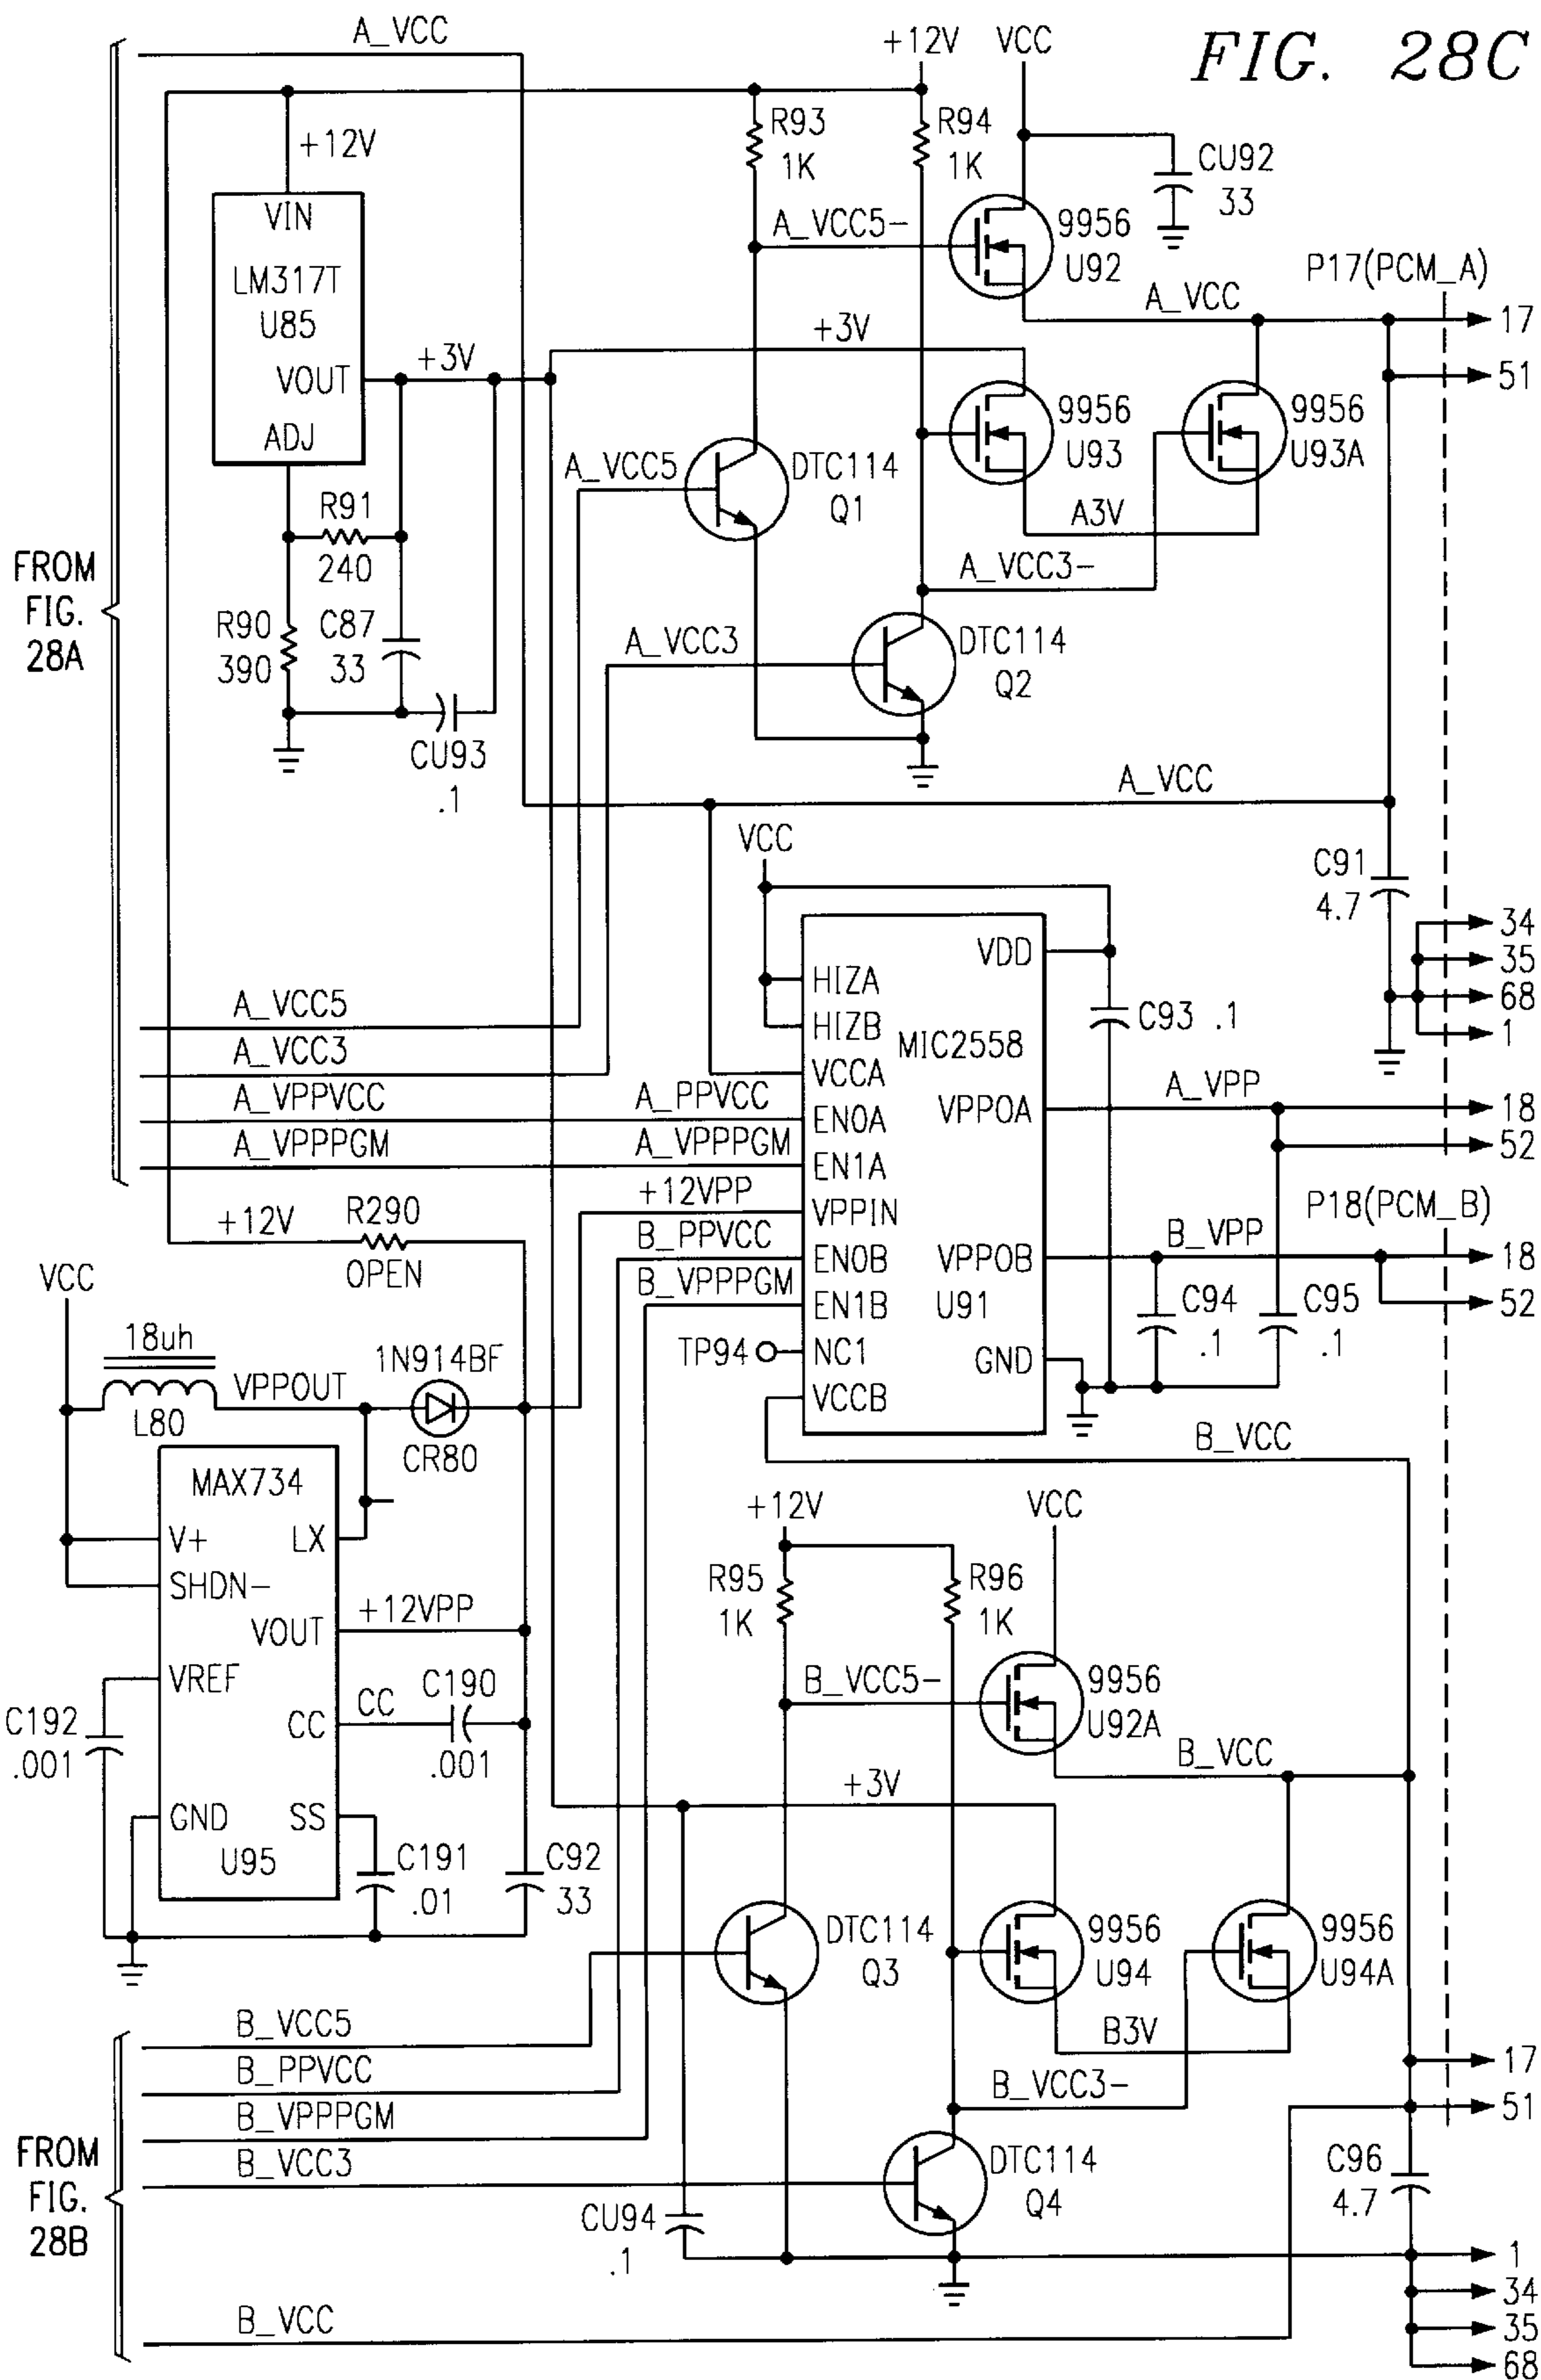 FIG. 28C
A_VCC
+12V
VCC
+12V
R93
1K
R94
1K
CU92
33
VIN
LM317T
U85
VOUT
ADJ
A_VCC5-
9956
U92
P17(PCM_A)
A_VCC
17
+3V
+3V
51
9956
U93
9956
U93A
A_VCC5
DTC114
Q1
R91
240
A3V
FROM
FIG.
28A
A_VCC3-
R90
390
C87
33
A_VCC3
DTC114
Q2
CU93
.1
A_VCC
VCC
C91
4.7
34
35
68
1
VDD
HIZA
HIZB
MIC2558
VCCA
VPPOA
EN0A
EN1A
VPPIN
EN0B
VPPOB
EN1B
U91
NC1
GND
VCCB
C93 .1
A_VCC5
A_VCC3
A_VPPVCC
A_PPVCC
A_VPP
18
A_VPPPGM
A_VPPPGM
52
+12VPP
P18(PCM_B)
+12V
R290
OPEN
B_PPVCC
B_VPP
18
B_VPPPGM
52
VCC
C94
.1
C95
.1
TP94
18uh
VPPOUT
L80
1N914BF
CR80
B_VCC
MAX734
V+
LX
SHDN-
VOUT
VREF
CC
GND
SS
U95
+12VPP
CC
C190
.001
C192
.001
C191
.01
C92
33
+12V
VCC
R95
1K
R96
1K
B_VCC5-
9956
U92A
B_VCC
+3V
DTC114
Q3
9956
U94
9956
U94A
B_VCC5
B3V
17
B_PPVCC
B_VCC3-
51
B_VPPPGM
FROM
FIG.
28B
B_VCC3
DTC114
Q4
C96
4.7
CU94
.1
1
34
B_VCC
35
68